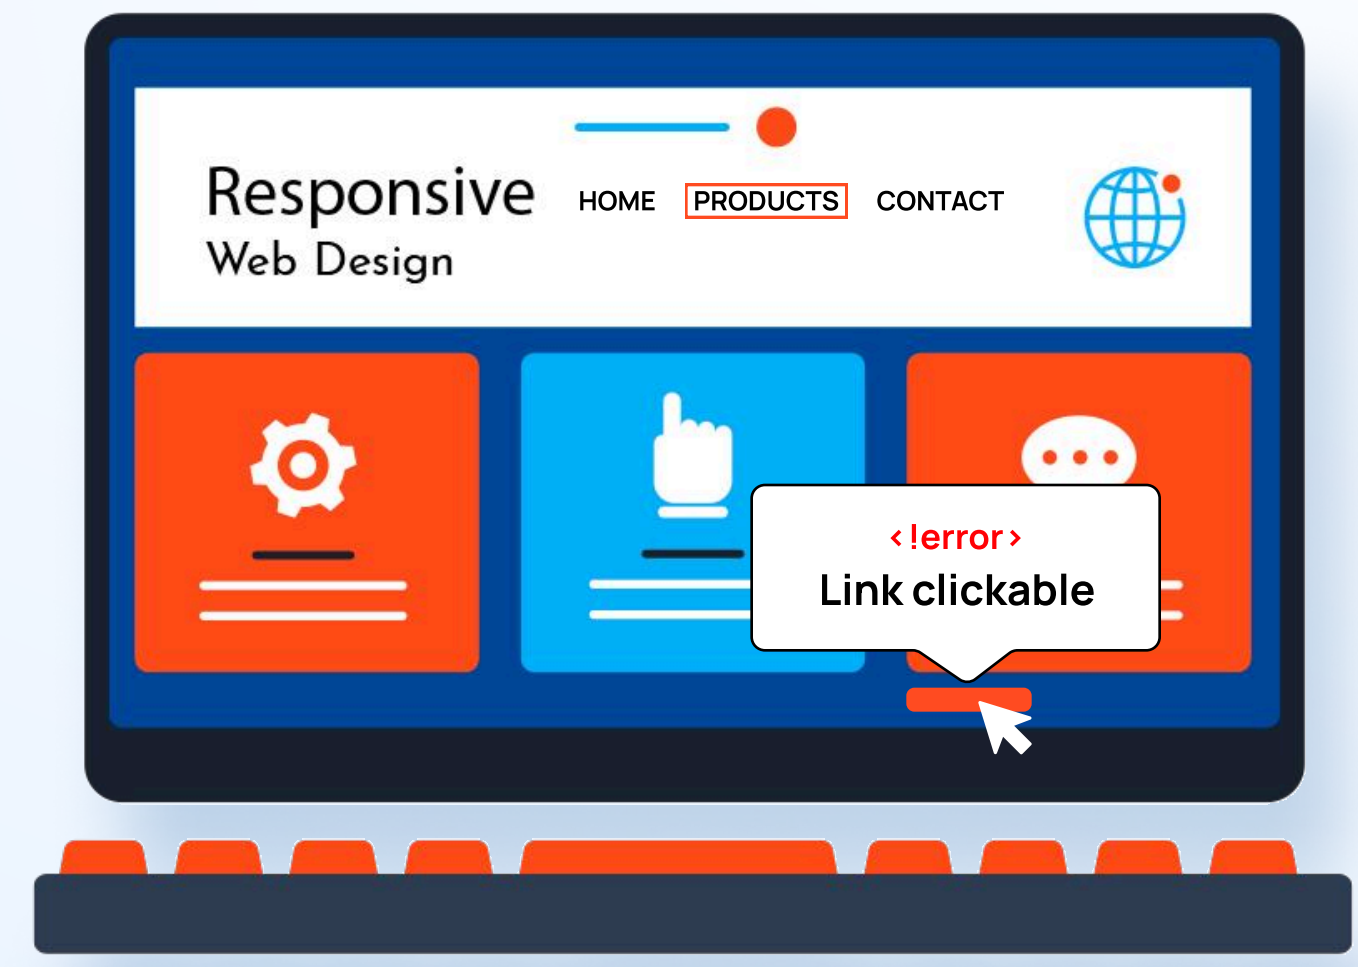 Responsive
Web Design
HOME PRODUCTS CONTACT
<!error>
Link clickable